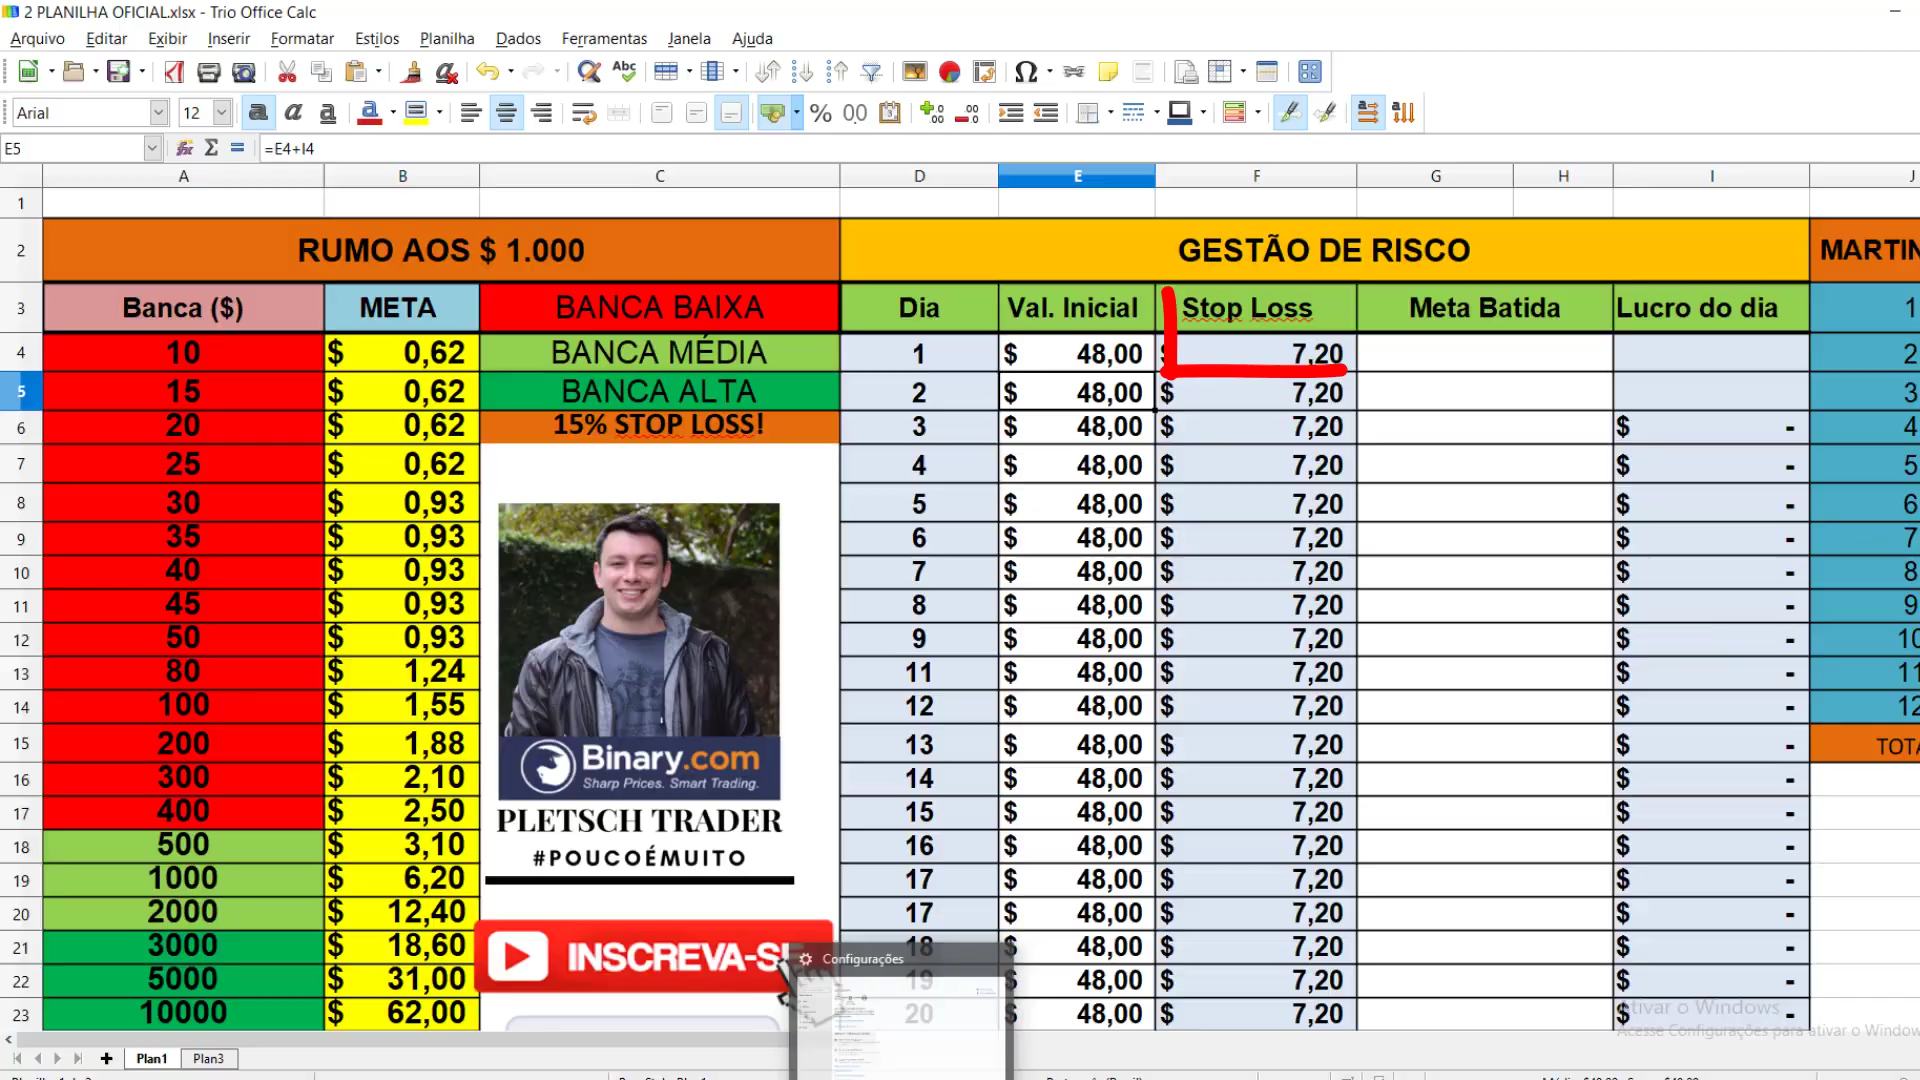 2 PLANILHA OFICIAL.xlsx - Trio Office Calc
Arquivo Editar Exibir Inserir Formatar Estilos Planilha Dados Ferramentas Janela Ajuda
Arial 12
E5 =E4+I4
A B C D E F G H I J
1
2 RUMO AOS $ 1.000 GESTÃO DE RISCO
3 Banca ($) META BANCA BAIXA Dia Val. Inicial Stop Loss Meta Batida Lucro do dia 1
4 10 $ 0,62 BANCA MÉDIA 1 $ 48,00 $ 7,20 2
5 15 $ 0,62 BANCA ALTA 2 $ 48,00 $ 7,20 3
6 20 $ 0,62 15% STOP LOSS! 3 $ 48,00 $ 7,20 $ - 4
7 25 $ 0,62 4 $ 48,00 $ 7,20 $ - 5
8 30 $ 0,93 5 $ 48,00 $ 7,20 $ - 6
9 35 $ 0,93 6 $ 48,00 $ 7,20 $ - 7
10 40 $ 0,93 7 $ 48,00 $ 7,20 $ - 8
11 45 $ 0,93 8 $ 48,00 $ 7,20 $ - 9
12 50 $ 0,93 9 $ 48,00 $ 7,20 $ - 10
13 80 $ 1,24 11 $ 48,00 $ 7,20 $ - 11
14 100 $ 1,55 12 $ 48,00 $ 7,20 $ - 12
15 200 $ 1,88 Binary.com 13 $ 48,00 $ 7,20 $ -
16 300 $ 2,10 Sharp Prices. Smart Trading. 14 $ 48,00 $ 7,20 $ -
17 400 $ 2,50 PLETSCH TRADER 15 $ 48,00 $ 7,20 $ -
18 500 $ 3,10 #POUCOÉMUITO 16 $ 48,00 $ 7,20 $ -
19 1000 $ 6,20 17 $ 48,00 $ 7,20 $ -
20 2000 $ 12,40 17 $ 48,00 $ 7,20 $ -
21 3000 $ 18,60 INSCREVA-SE Configurações 18 $ 48,00 $ 7,20 $ -
22 5000 $ 31,00 19 $ 48,00 $ 7,20 $ -
23 10000 $ 62,00 20 $ 48,00 $ 7,20 $ -
Ativar o Windows
Acesse Configurações para ativar o Windows
Plan1 Plan3